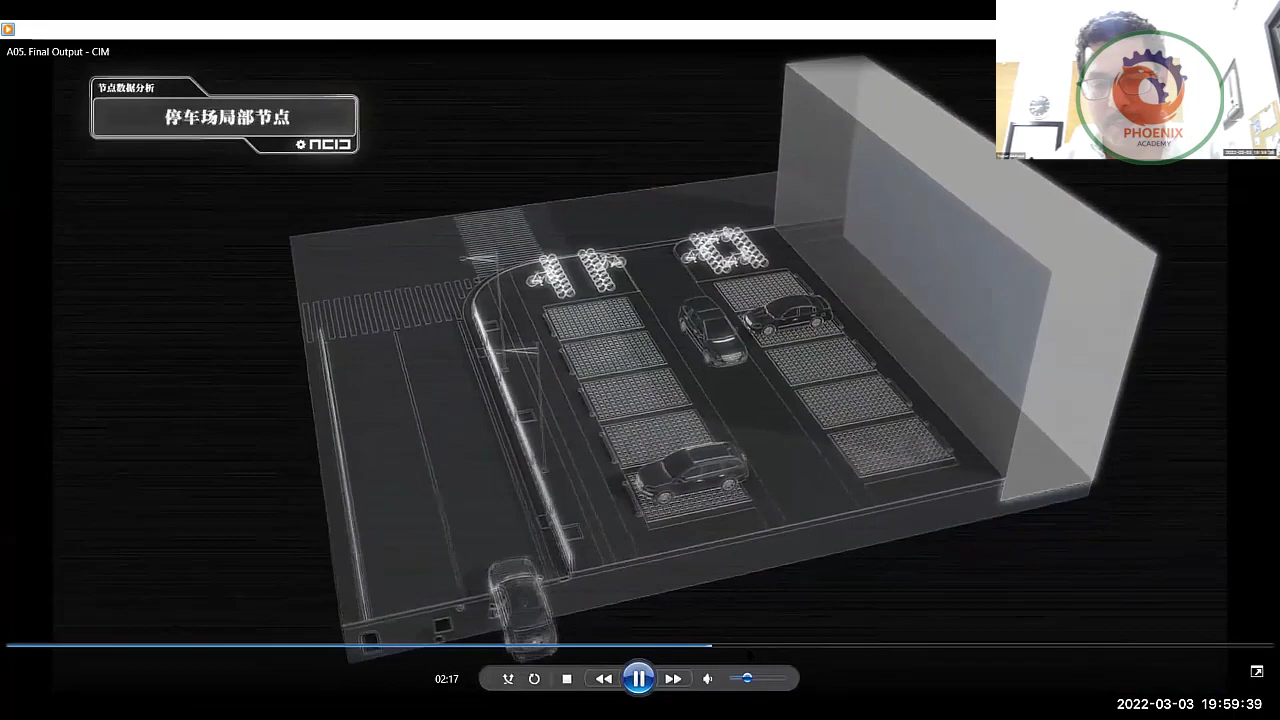 A05. Final Output - CIM
节点数据分析
停车场局部节点
NCID
PHOENIX
ACADEMY
02:17
2022-03-03 19:59:39